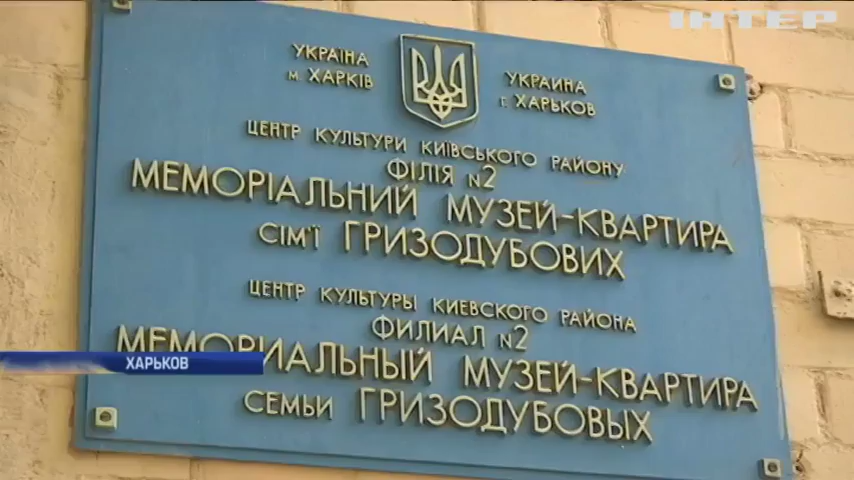 ІНТЕР
УКРАЇНА
м. ХАРКІВ
УКРАИНА
г. ХАРЬКОВ
ЦЕНТР КУЛЬТУРИ КИЇВСЬКОГО РАЙОНУ
ФІЛІЯ №2
МЕМОРІАЛЬНИЙ МУЗЕЙ-КВАРТИРА
СІМ'Ї ГРИЗОДУБОВИХ
ЦЕНТР КУЛЬТУРЫ КИЕВСКОГО РАЙОНА
ФИЛИАЛ №2
МЕМОРИАЛЬНЫЙ МУЗЕЙ-КВАРТИРА
ХАРЬКОВ
СЕМЬИ ГРИЗОДУБОВЫХ